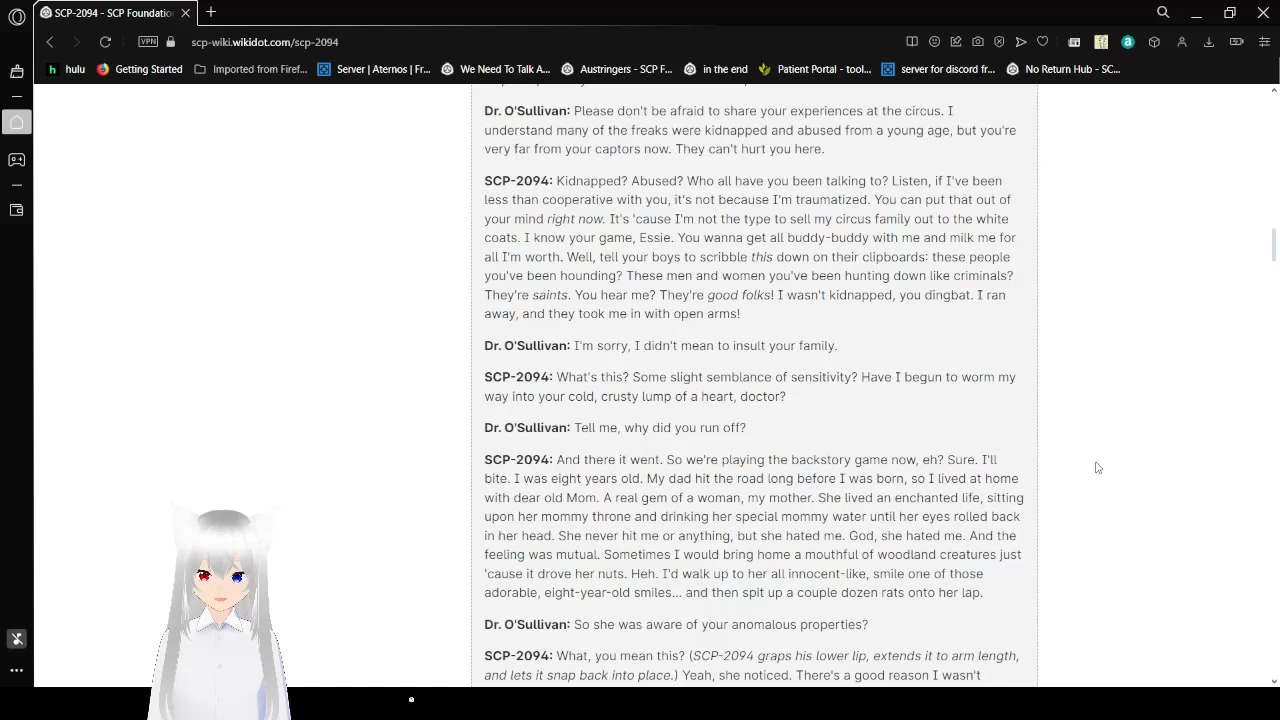 SCP-2094 - SCP Foundatio
scp-wiki.wikidot.com/scp-2094
VPN
hulu
Getting Started
Imported from Firef...
Server | Aternos | Fr...
We Need To Talk A...
Austringers - SCP F...
in the end
Patient Portal - tool...
server for discord fr...
No Return Hub - SC...
Dr. O'Sullivan: Please don't be afraid to share your experiences at the circus. I
understand many of the freaks were kidnapped and abused from a young age, but you're
very far from your captors now. They can't hurt you here.
SCP-2094: Kidnapped? Abused? Who all have you been talking to? Listen, if I've been
less than cooperative with you, it's not because I'm traumatized. You can put that out of
your mind right now. It's 'cause I'm not the type to sell my circus family out to the white
coats. I know your game, Essie. You wanna get all buddy-buddy with me and milk me for
all I'm worth. Well, tell your boys to scribble this down on their clipboards: these people
you've been hounding? These men and women you've been hunting down like criminals?
They're saints. You hear me? They're good folks! I wasn't kidnapped, you dingbat. I ran
away, and they took me in with open arms!
Dr. O'Sullivan: I'm sorry, I didn't mean to insult your family.
SCP-2094: What's this? Some slight semblance of sensitivity? Have I begun to worm my
way into your cold, crusty lump of a heart, doctor?
Dr. O'Sullivan: Tell me, why did you run off?
SCP-2094: And there it went. So we're playing the backstory game now, eh? Sure. I'll
bite. I was eight years old. My dad hit the road long before I was born, so I lived at home
with dear old Mom. A real gem of a woman, my mother. She lived an enchanted life, sitting
upon her mommy throne and drinking her special mommy water until her eyes rolled back
in her head. She never hit me or anything, but she hated me. God, she hated me. And the
feeling was mutual. Sometimes I would bring home a mouthful of woodland creatures just
'cause it drove her nuts. Heh. I'd walk up to her all innocent-like, smile one of those
adorable, eight-year-old smiles... and then spit up a couple dozen rats onto her lap.
Dr. O'Sullivan: So she was aware of your anomalous properties?
SCP-2094: What, you mean this? (SCP-2094 graps his lower lip, extends it to arm length,
and lets it snap back into place.) Yeah, she noticed. There's a good reason I wasn't